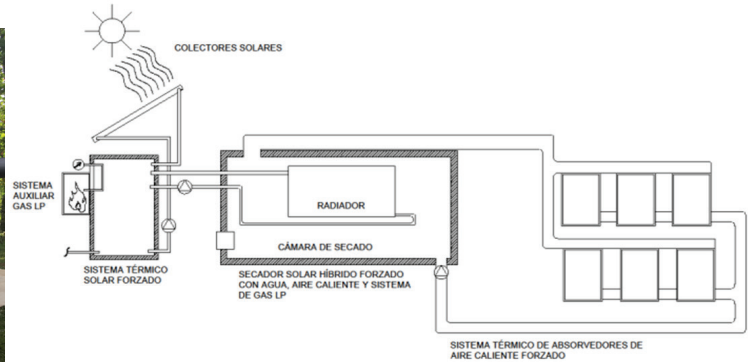 COLECTORES SOLARES
SISTEMA
AUXILIAR
GAS LP
RADIADOR
CÁMARA DE SECADO
SISTEMA TÉRMICO
SOLAR FORZADO
SECADOR SOLAR HÍBRIDO FORZADO
CON AGUA, AIRE CALIENTE Y SISTEMA
DE GAS LP
SISTEMA TÉRMICO DE ABSORVEDORES DE
AIRE CALIENTE FORZADO